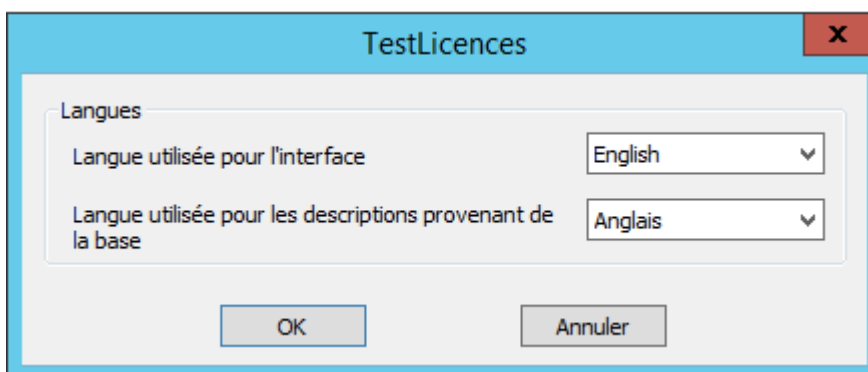 TestLicences
x
Langues
Langue utilisée pour l'interface
English
Langue utilisée pour les descriptions provenant de
la base
Anglais
OK
Annuler